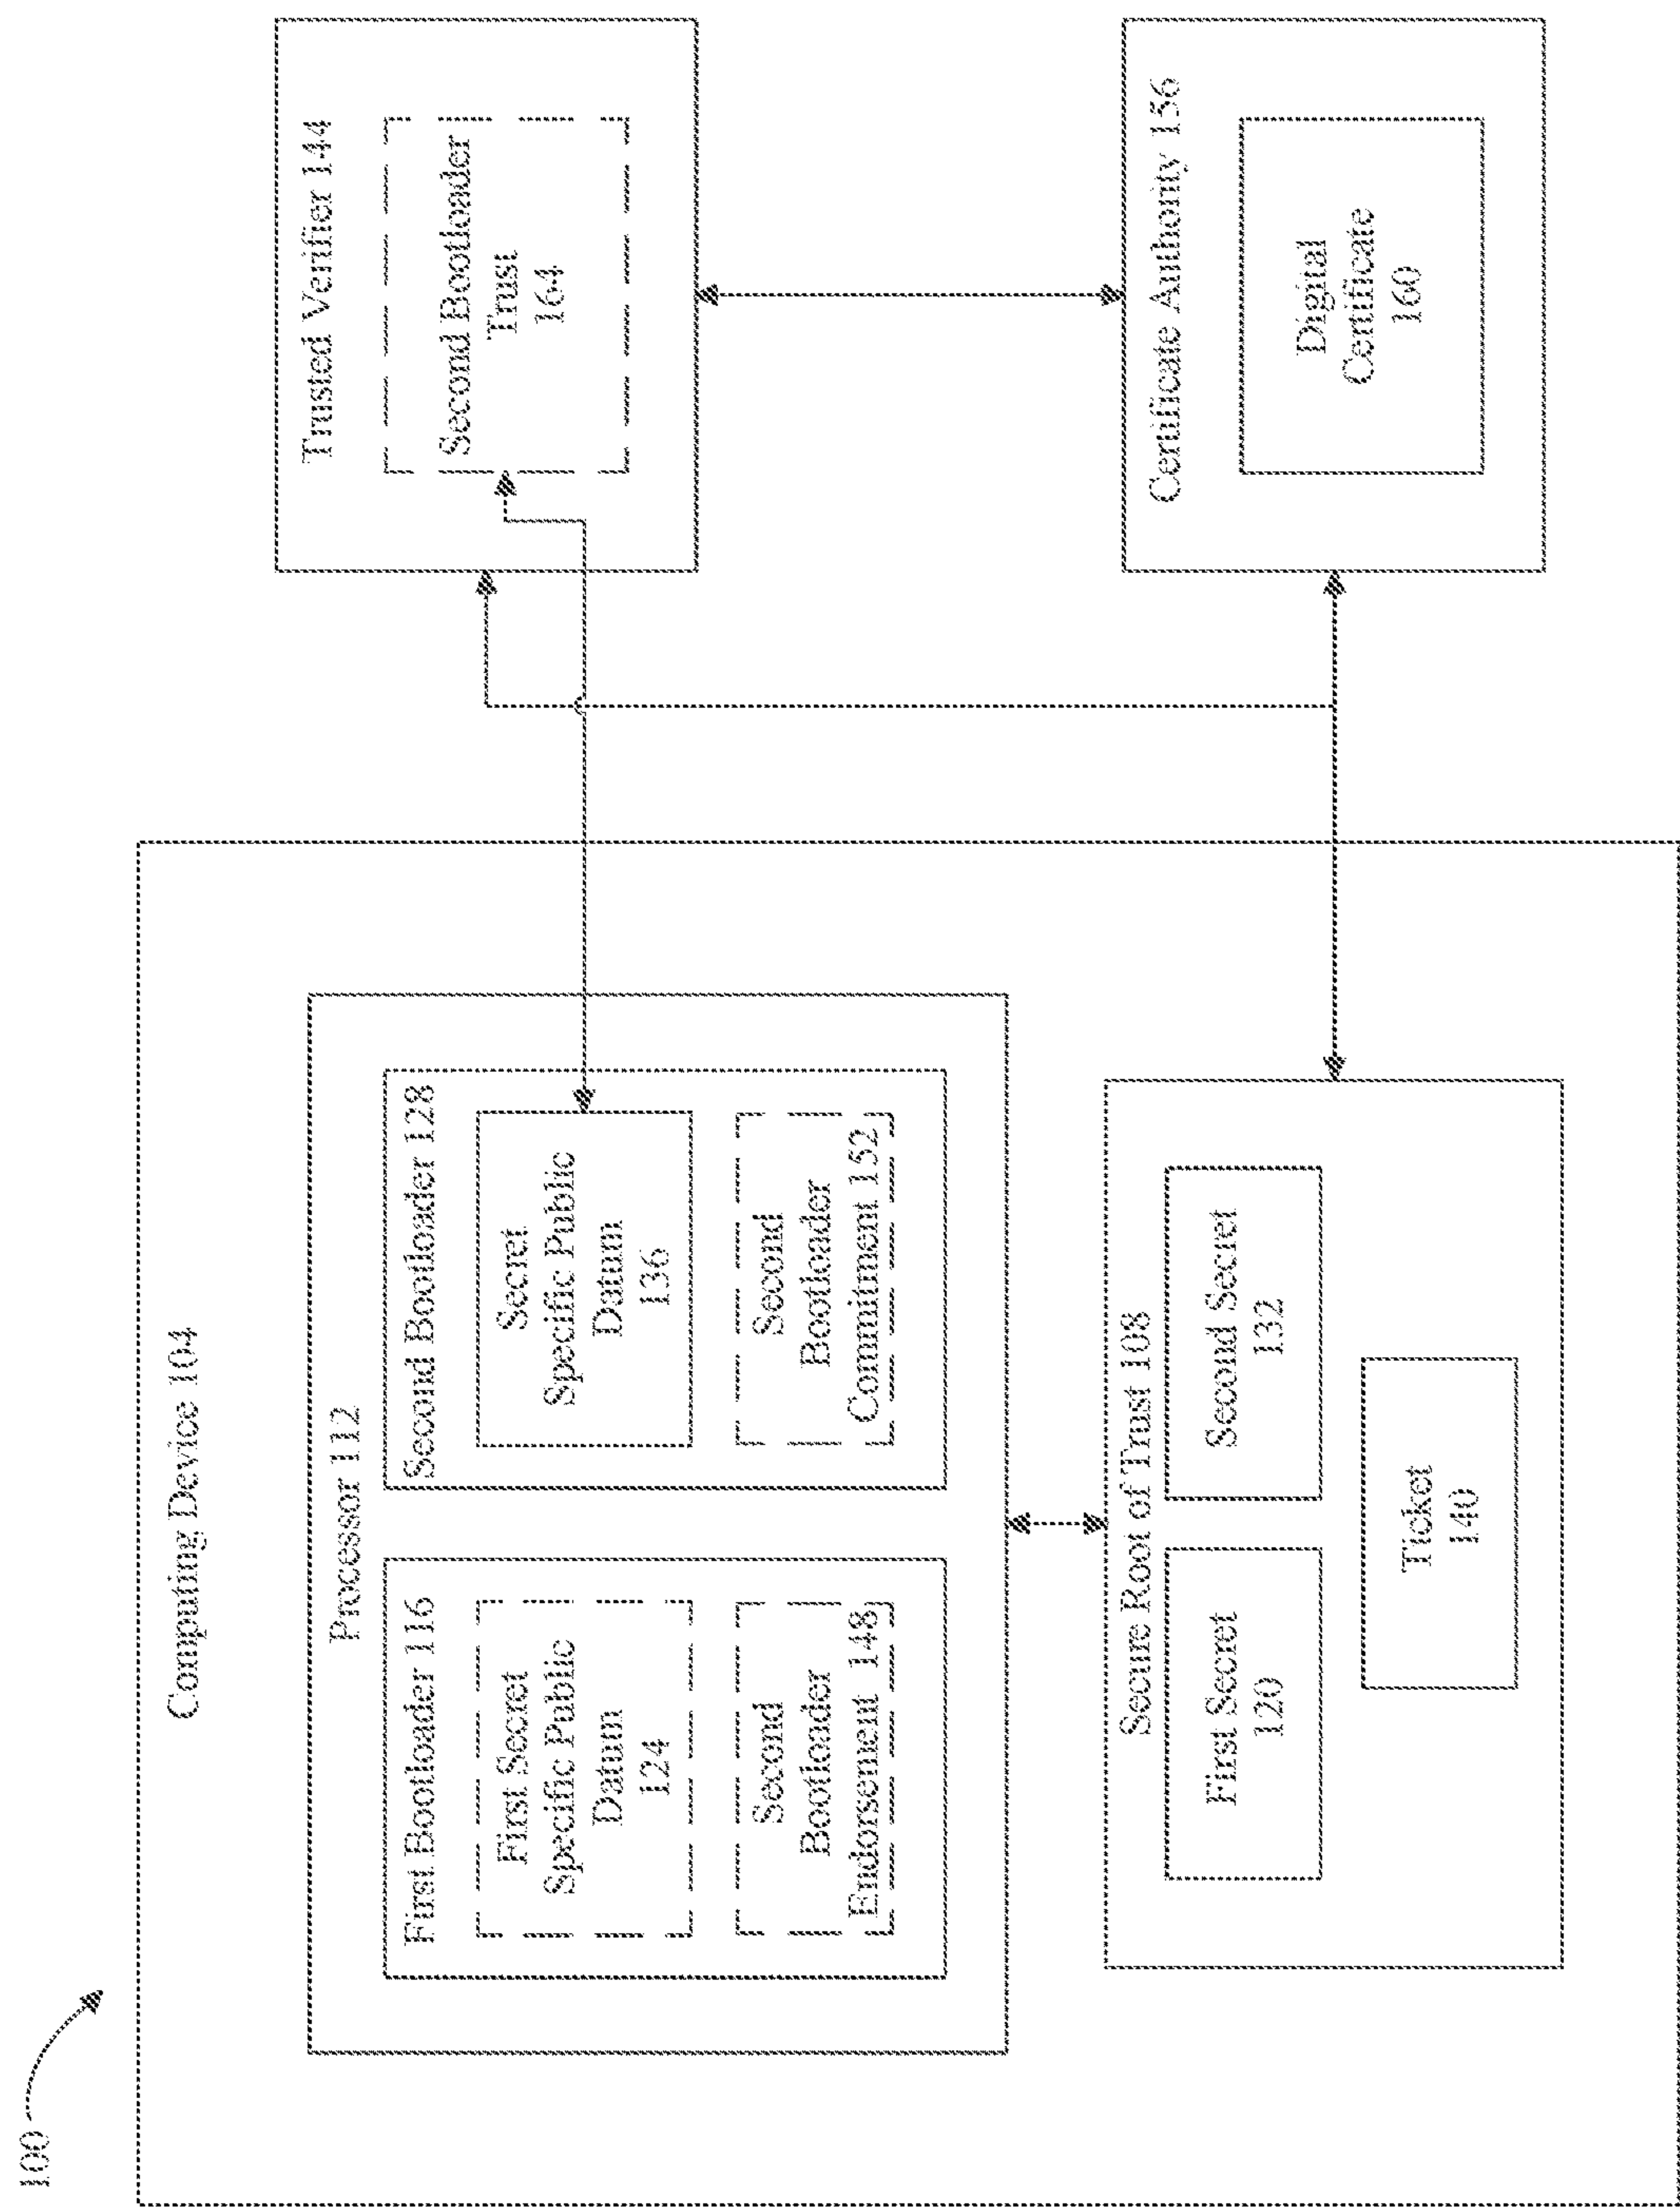 100
Computing Device 104
Processor 112
First Bootloader 116
First Secret
Specific Public
Datum
124
Second
Bootloader
Endorsement 148
Second Bootloader 128
Secret
Specific Public
Datum
136
Second
Bootloader
Commitment 152
Secure Root of Trust 108
First Secret
120
Second Secret
132
Ticket
140
Trusted Verifier 144
Second Bootloader
Trust
164
Certificate Authority 156
Digital
Certificate
160